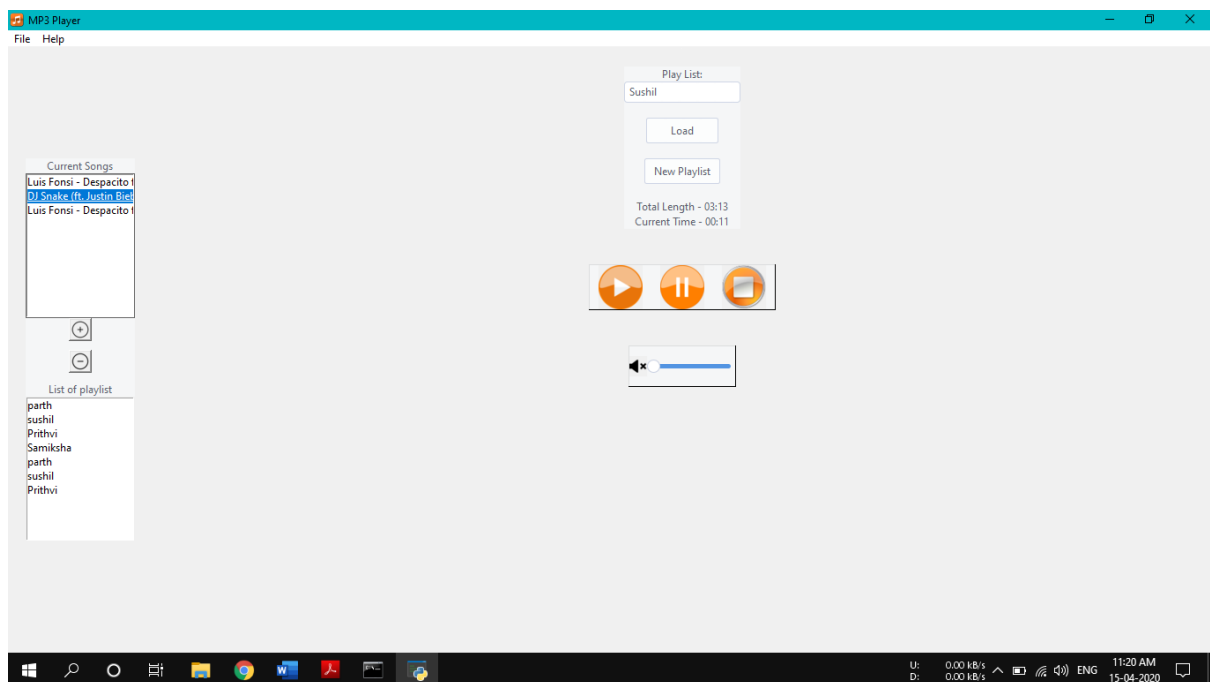 MP3 Player
File Help
Play List:
Sushil
Load
New Playlist
Total Length - 03:13
Current Time - 00:11
Current Songs
Luis Fonsi - Despacito
DJ Snake (ft. Justin
Luis Fonsi - Despacito
List of playlist
parth
sushil
Prithvi
Samiksha
parth
sushil
Prithvi
U: 0.00 kB/s
D: 0.00 kB/s
ENG
11:20 AM
15-04-2020